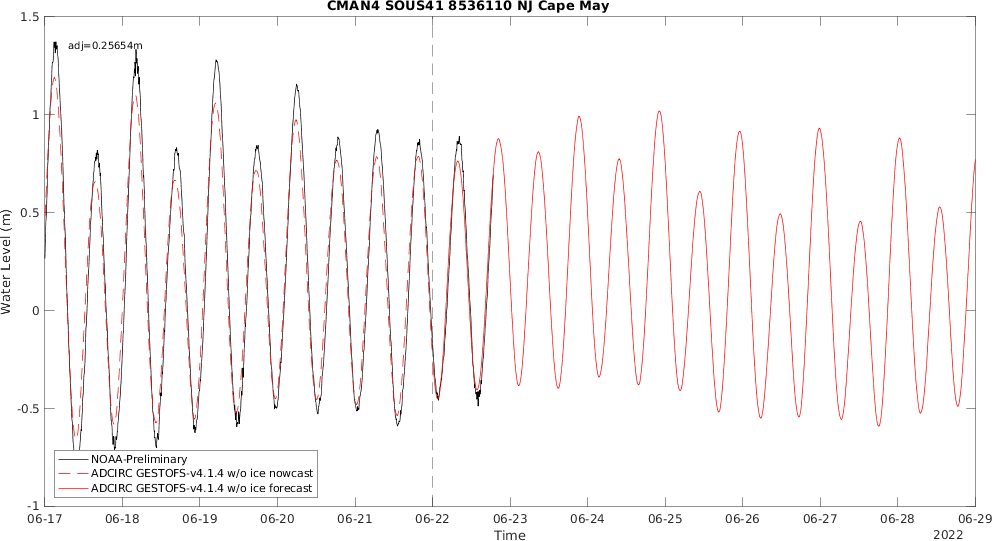 CMAN4 SOUS41 8536110 NJ Cape May
adj=0.25654m
Water Level (m)
1.5
1
0.5
0
-0.5
-1
NOAA-Preliminary
ADCIRC GESTOFS-v4.1.4 w/o ice nowcast
ADCIRC GESTOFS-v4.1.4 w/o ice forecast
06-17 06-18 06-19 06-20 06-21 06-22 06-23 06-24 06-25 06-26 06-27 06-28 06-29
Time
2022